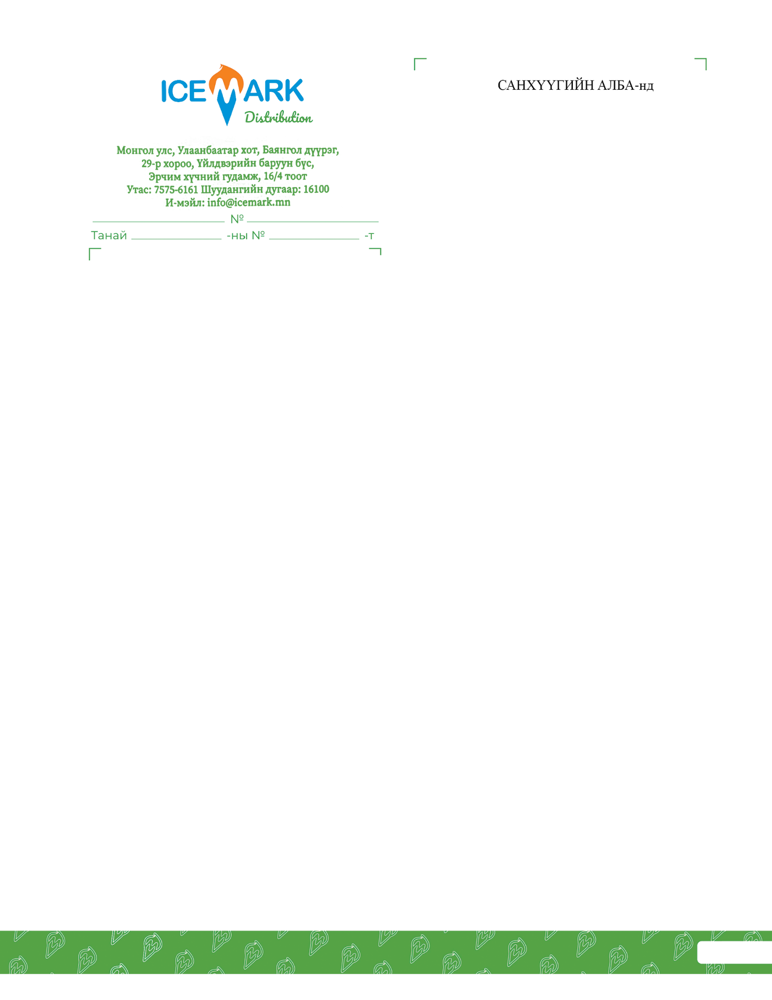 ICEMARK
Distribution
Монгол улс, Улаанбаатар хот, Баянгол дүүрэг,
29-р хороо, Үйлдвэрийн баруун бүс,
Эрчим хүчний гудамж, 16/4 тоот
Утас: 7575-6161 Шуудангийн дугаар: 16100
И-мэйл: info@icemark.mn
№
Танай -ны № -т
САНХҮҮГИЙН АЛБА-нд